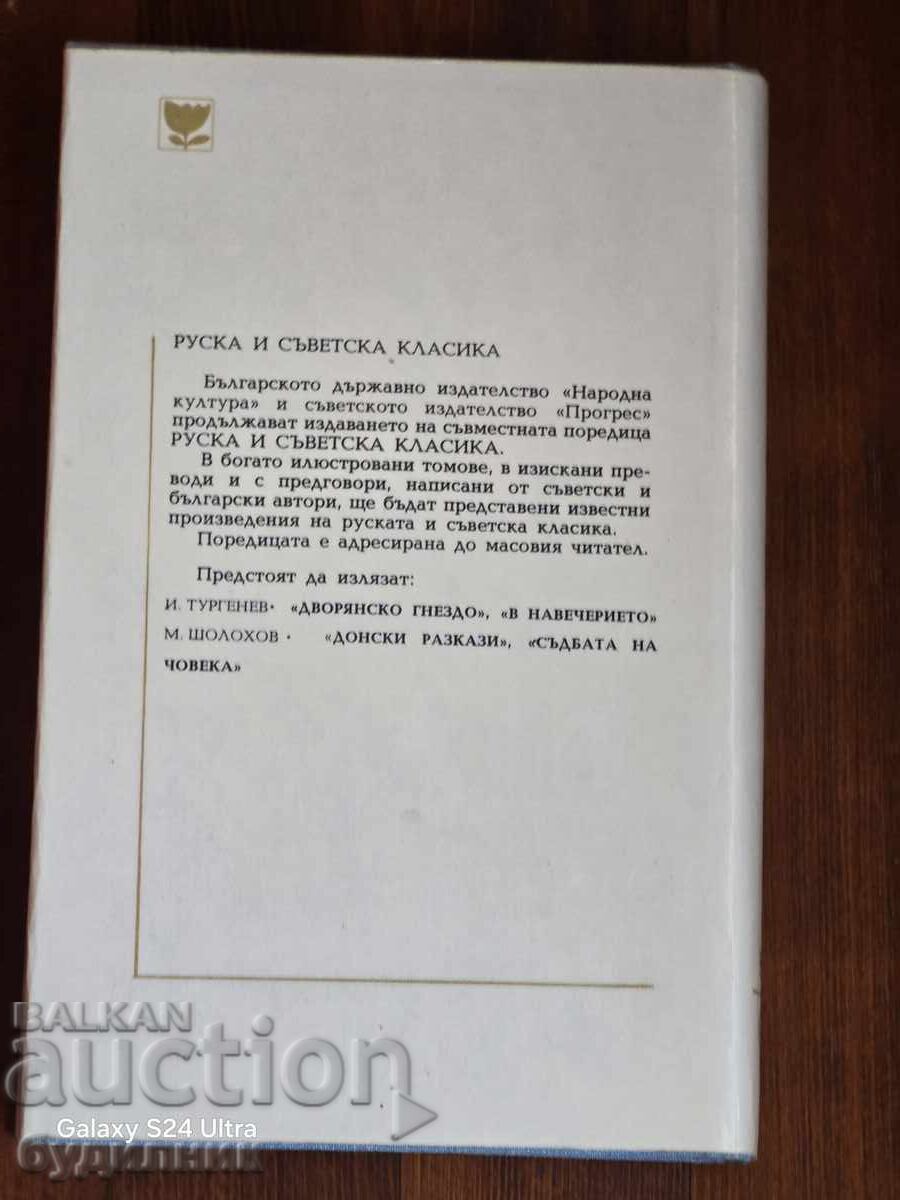 РУСКА И СЪВЕТСКА КЛАСИКА
Българското държавно издателство «Народна
култура» и съветското издателство «Прогрес»
продължават издаването на съвместната поредица
РУСКА И СЪВЕТСКА КЛАСИКА.
В богато илюстровани томове, в изискани пре-
води и с предговори, написани от съветски и
български автори, ще бъдат представени известни
произведения на руската и съветска класика.
Поредицата е адресирана до масовия читател.
Предстоят да излязат:
И. ТУРГЕНЕВ· «ДВОРЯНСКО ГНЕЗДО», «В НАВЕЧЕРИЕТО»
М. ШОЛОХОВ · «ДОНСКИ РАЗКАЗИ», «СЪДБАТА НА
ЧОВЕКА»
BALKAN
auction
Galaxy S24 Ultra
будилник